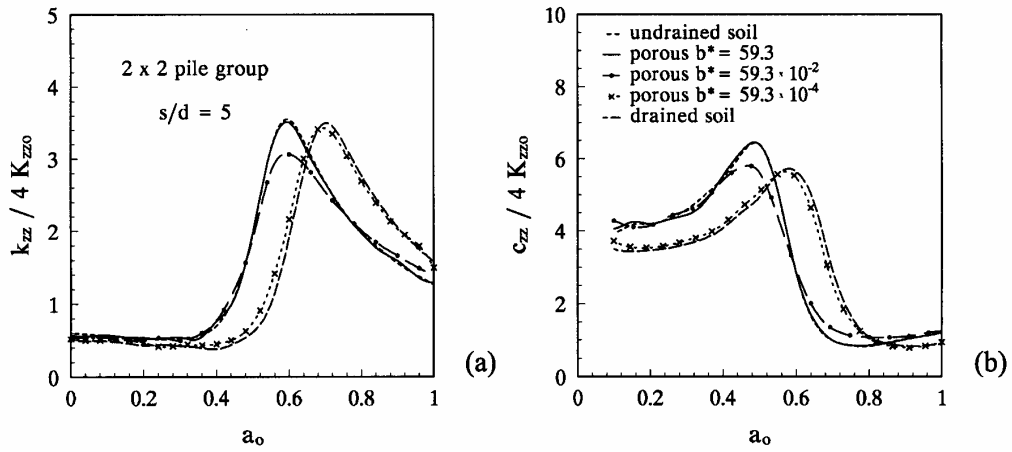 5
4
3
2
1
0
k_zz / 4 K_zzo
2 x 2 pile group
s/d = 5
0 0.2 0.4 0.6 0.8 1
a_o
(a)
10
8
6
4
2
0
c_zz / 4 K_zzo
undrained soil
porous b* = 59.3
porous b* = 59.3 · 10^-2
porous b* = 59.3 · 10^-4
drained soil
0 0.2 0.4 0.6 0.8 1
a_o
(b)